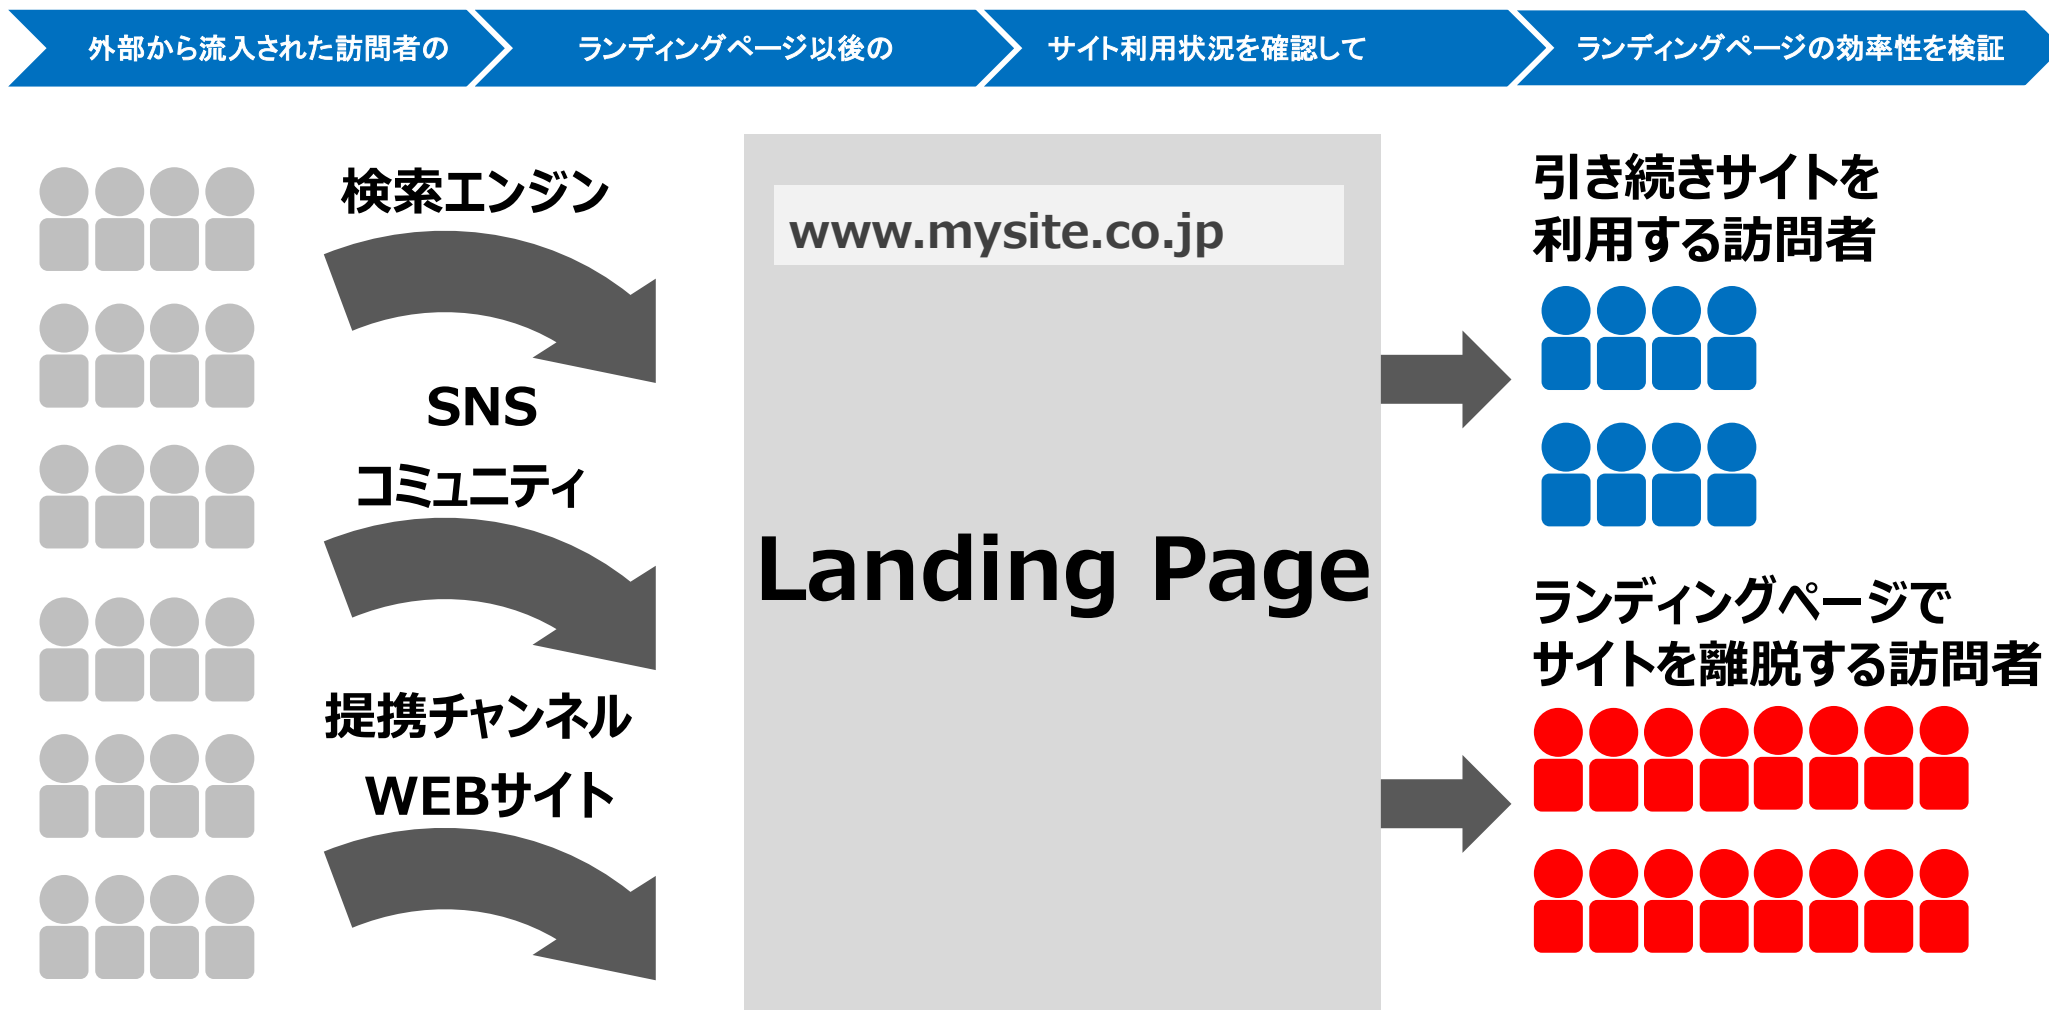 外部から流入された訪問者の
ランディングページ以後の
サイト利用状況を確認して
ランディングページの効率性を検証
検索エンジン
SNS
コミュニティ
提携チャンネル
WEBサイト
www.mysite.co.jp
Landing Page
引き続きサイトを
利用する訪問者
ランディングページで
サイトを離脱する訪問者